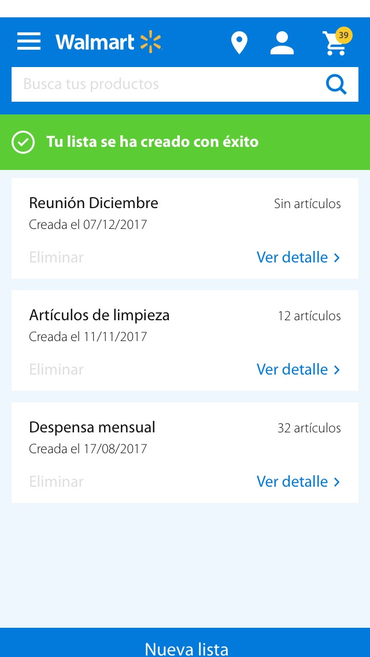 Walmart
39
Busca tus productos
Tu lista se ha creado con éxito
Reunión Diciembre
Sin artículos
Creada el 07/12/2017
Eliminar
Ver detalle
Artículos de limpieza
12 artículos
Creada el 11/11/2017
Eliminar
Ver detalle
Despensa mensual
32 artículos
Creada el 17/08/2017
Eliminar
Ver detalle
Nueva lista